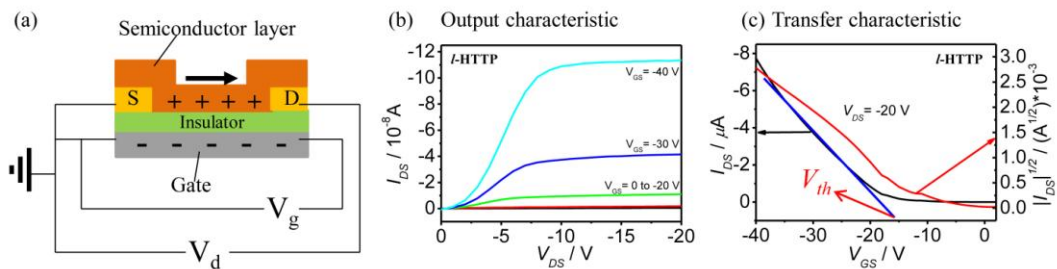 (a)
Semiconductor layer
S
+ + + +
D
Insulator
- - - - -
Gate
V_g
V_d
(b) Output characteristic
l-HTTP
V_GS= -40 V
V_GS= -30 V
V_GS= 0 to -20 V
I_DS / 10^-8 A
-12
-10
-8
-6
-4
-2
0
0 -5 -10 -15 -20
V_DS / V
(c) Transfer characteristic
l-HTTP
V_DS = -20 V
V_th
I_DS / µA
-8
-6
-4
-2
0
3.0
2.5
2.0
1.5
1.0
0.5
0.0
|I_DS|^1/2 / (A^1/2)*10^-3
-40 -30 -20 -10 0
V_GS / V